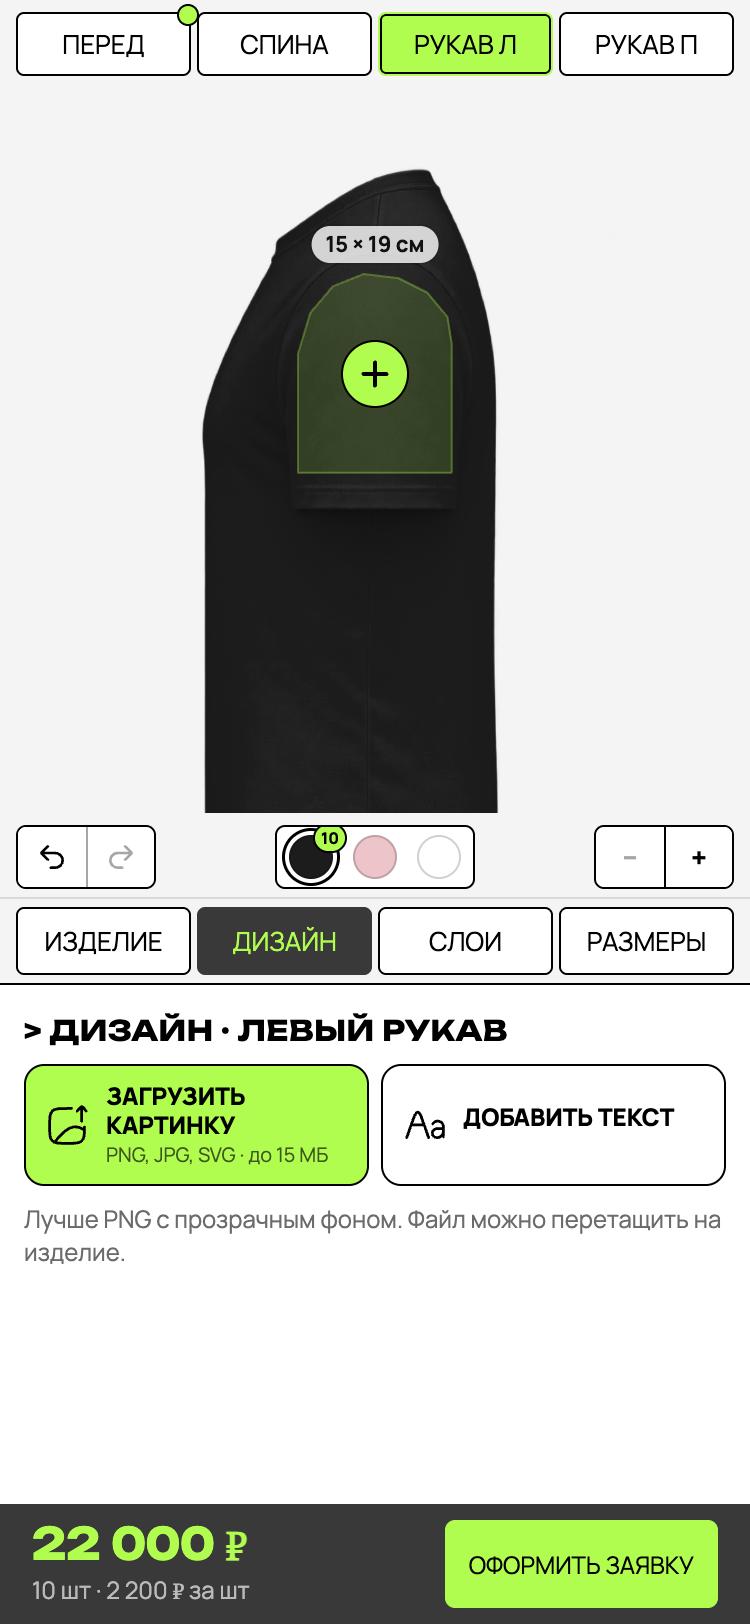 ПЕРЕД
СПИНА
РУКАВ Л
РУКАВ П
15 × 19 см
10
ИЗДЕЛИЕ
ДИЗАЙН
СЛОИ
РАЗМЕРЫ
> ДИЗАЙН · ЛЕВЫЙ РУКАВ
ЗАГРУЗИТЬ
КАРТИНКУ
PNG, JPG, SVG · до 15 МБ
Aa ДОБАВИТЬ ТЕКСТ
Лучше PNG с прозрачным фоном. Файл можно перетащить на
изделие.
22 000 ₽
10 шт · 2 200 ₽ за шт
ОФОРМИТЬ ЗАЯВКУ